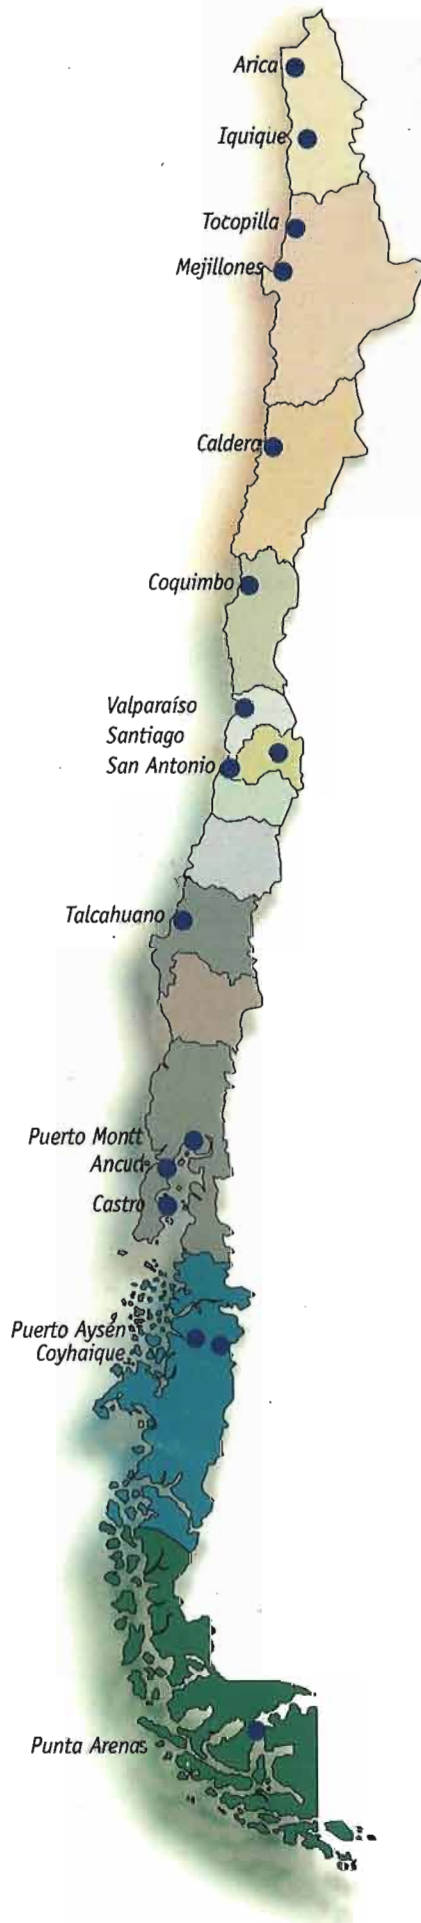 Arica
Iquique
Tocopilla
Mejillones
Caldera
Coquimbo
Valparaíso
Santiago
San Antonio
Talcahuano
Puerto Montt
Ancud
Castro
Puerto Aysén
Coyhaique
Punta Arenas